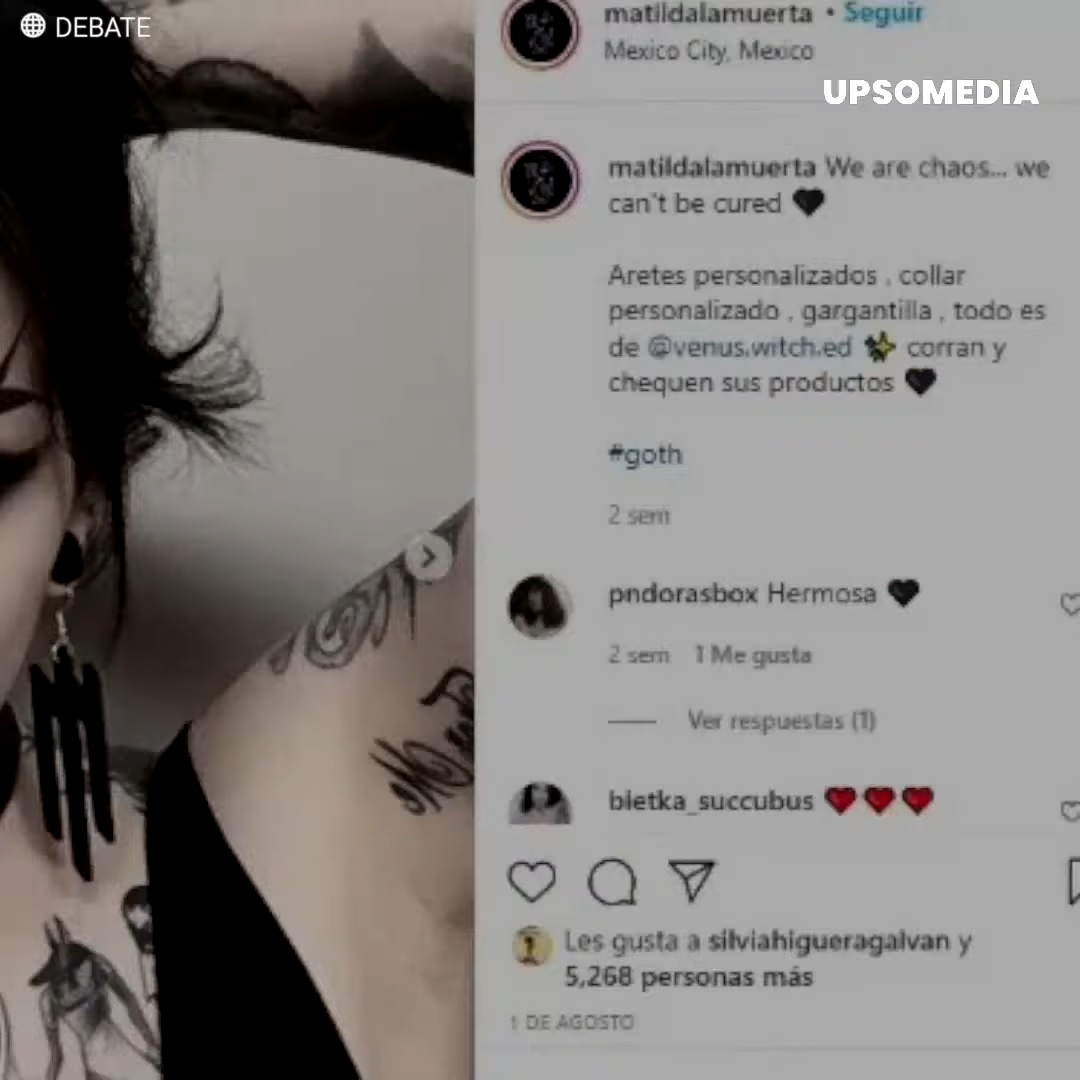 DEBATE
matildalamuerta • Seguir
Mexico City, Mexico
UPSOMEDIA
matildalamuerta We are chaos... we
can't be cured 🖤
Aretes personalizados , collar
personalizado , gargantilla , todo es
de @venus.witch.ed ✨ corran y
chequen sus productos 🖤
#goth
2 sem
pndorasbox Hermosa 🖤
2 sem 1 Me gusta
Ver respuestas (1)
bietka_succubus ❤️❤️❤️
Les gusta a silviahigueragalvan y
5,268 personas más
1 DE AGOSTO